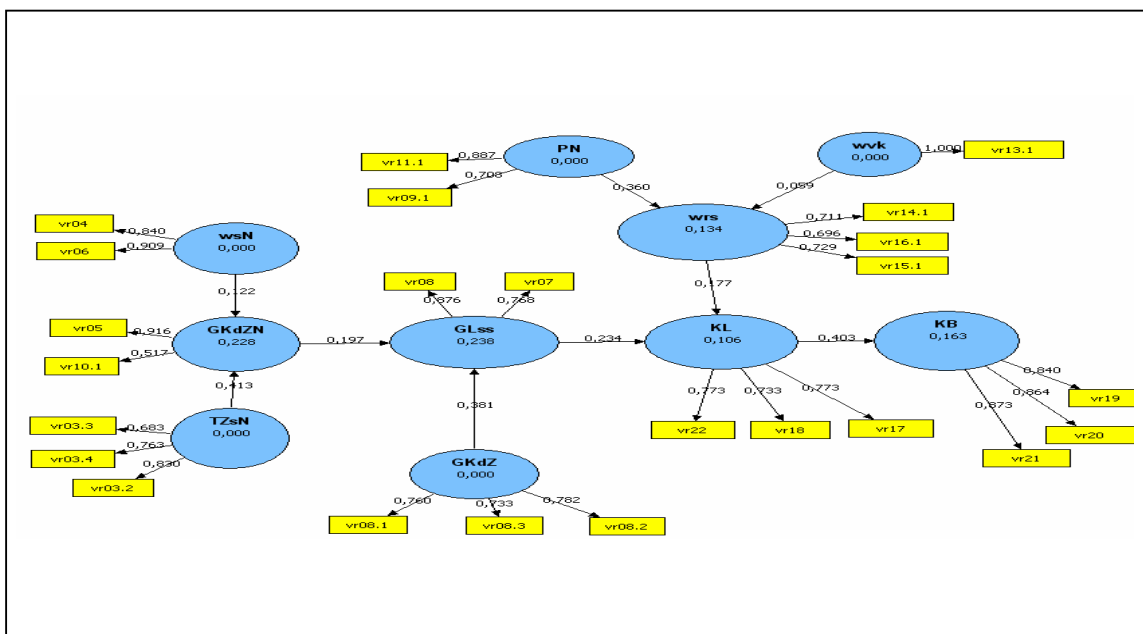 PN
0,000
wvk
0,000
vr11.1
0,887
vr09.1
0,708
1,000
vr13.1
0,360
0,059
wrs
0,134
0,711
vr14.1
0,696
vr16.1
0,729
vr15.1
vr04
0,840
vr06
0,909
wsN
0,000
0,122
0,177
vr08
0,876
vr07
0,768
vr05
0,916
vr10.1
0,517
GKdZN
0,228
0,197
GLss
0,238
0,234
KL
0,106
0,403
KB
0,163
0,413
0,381
0,773
vr22
0,733
vr18
0,773
vr17
0,840
vr19
0,864
vr20
0,873
vr21
TZsN
0,000
vr03.3
0,683
vr03.4
0,763
vr03.2
0,830
GKdZ
0,000
0,760
vr08.1
0,733
vr08.3
0,782
vr08.2